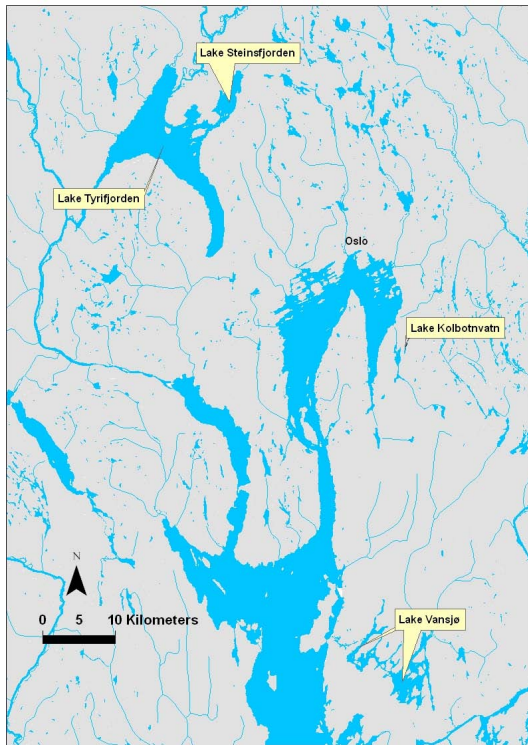 Lake Steinsfjorden
Lake Tyrifjorden
Oslo
Lake Kolbotnvatn
N
0 5 10 Kilometers
Lake Vansjø